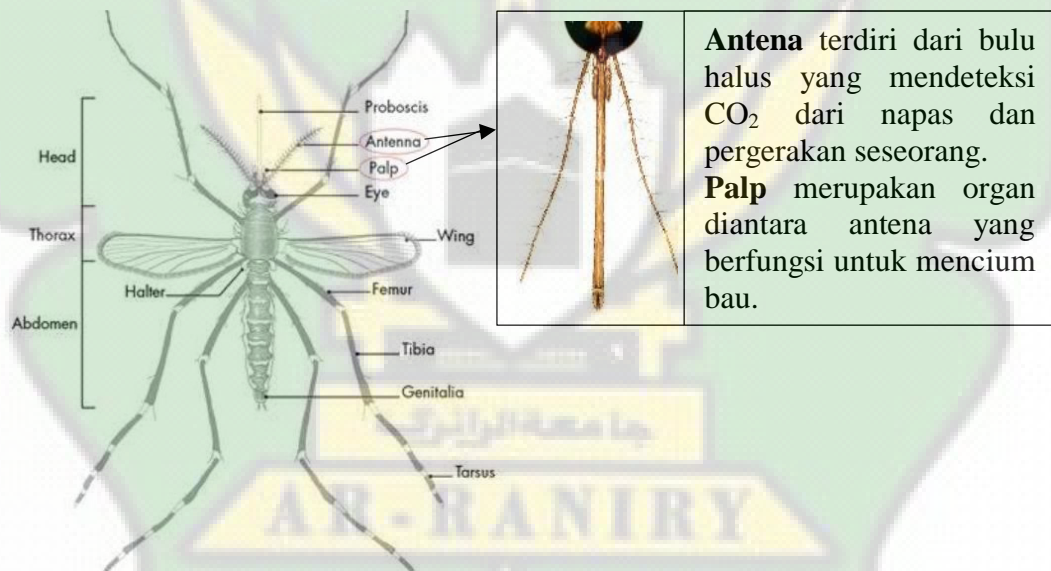 Proboscis
Antenna
Palp
Eye
Head
Thorax
Wing
Halter
Femur
Abdomen
Tibia
Genitalia
Tarsus
Antena terdiri dari bulu
halus yang mendeteksi
CO₂ dari napas dan
pergerakan seseorang.
Palp merupakan organ
diantara antena yang
berfungsi untuk mencium
bau.
جامعة الرانري
AR-RANIRY